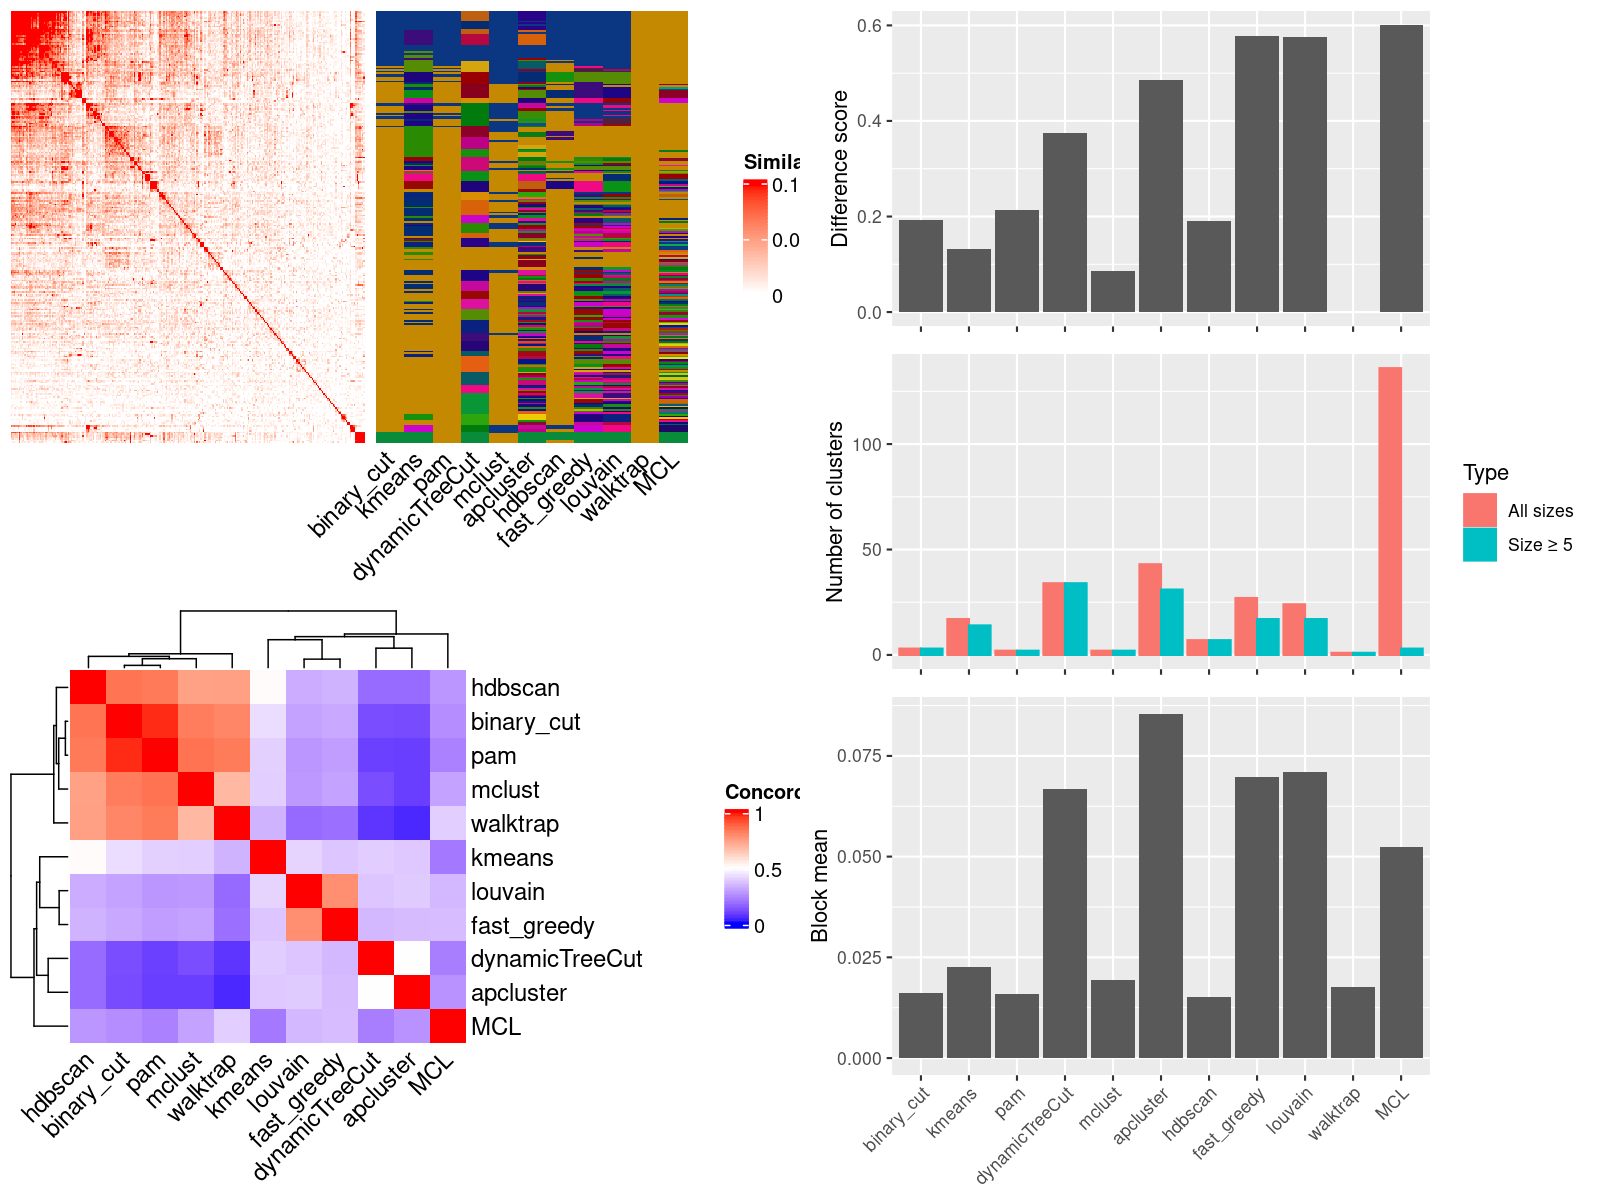 Simila
0.1
0.0
0
binary_cut
kmeans
pam
dynamicTreeCut
mclust
apcluster
hdbscan
fast_greedy
louvain
walktrap
MCL
hdbscan
binary_cut
pam
mclust
walktrap
kmeans
louvain
fast_greedy
dynamicTreeCut
apcluster
MCL
hdbscan
binary_cut
pam
mclust
walktrap
kmeans
louvain
fast_greedy
dynamicTreeCut
apcluster
MCL
Concord
1
0.5
0
Difference score
0.6
0.4
0.2
0.0
Number of clusters
100
50
0
Type
All sizes
Size ≥ 5
Block mean
0.075
0.050
0.025
0.000
binary_cut
kmeans
pam
dynamicTreeCut
mclust
apcluster
hdbscan
fast_greedy
louvain
walktrap
MCL